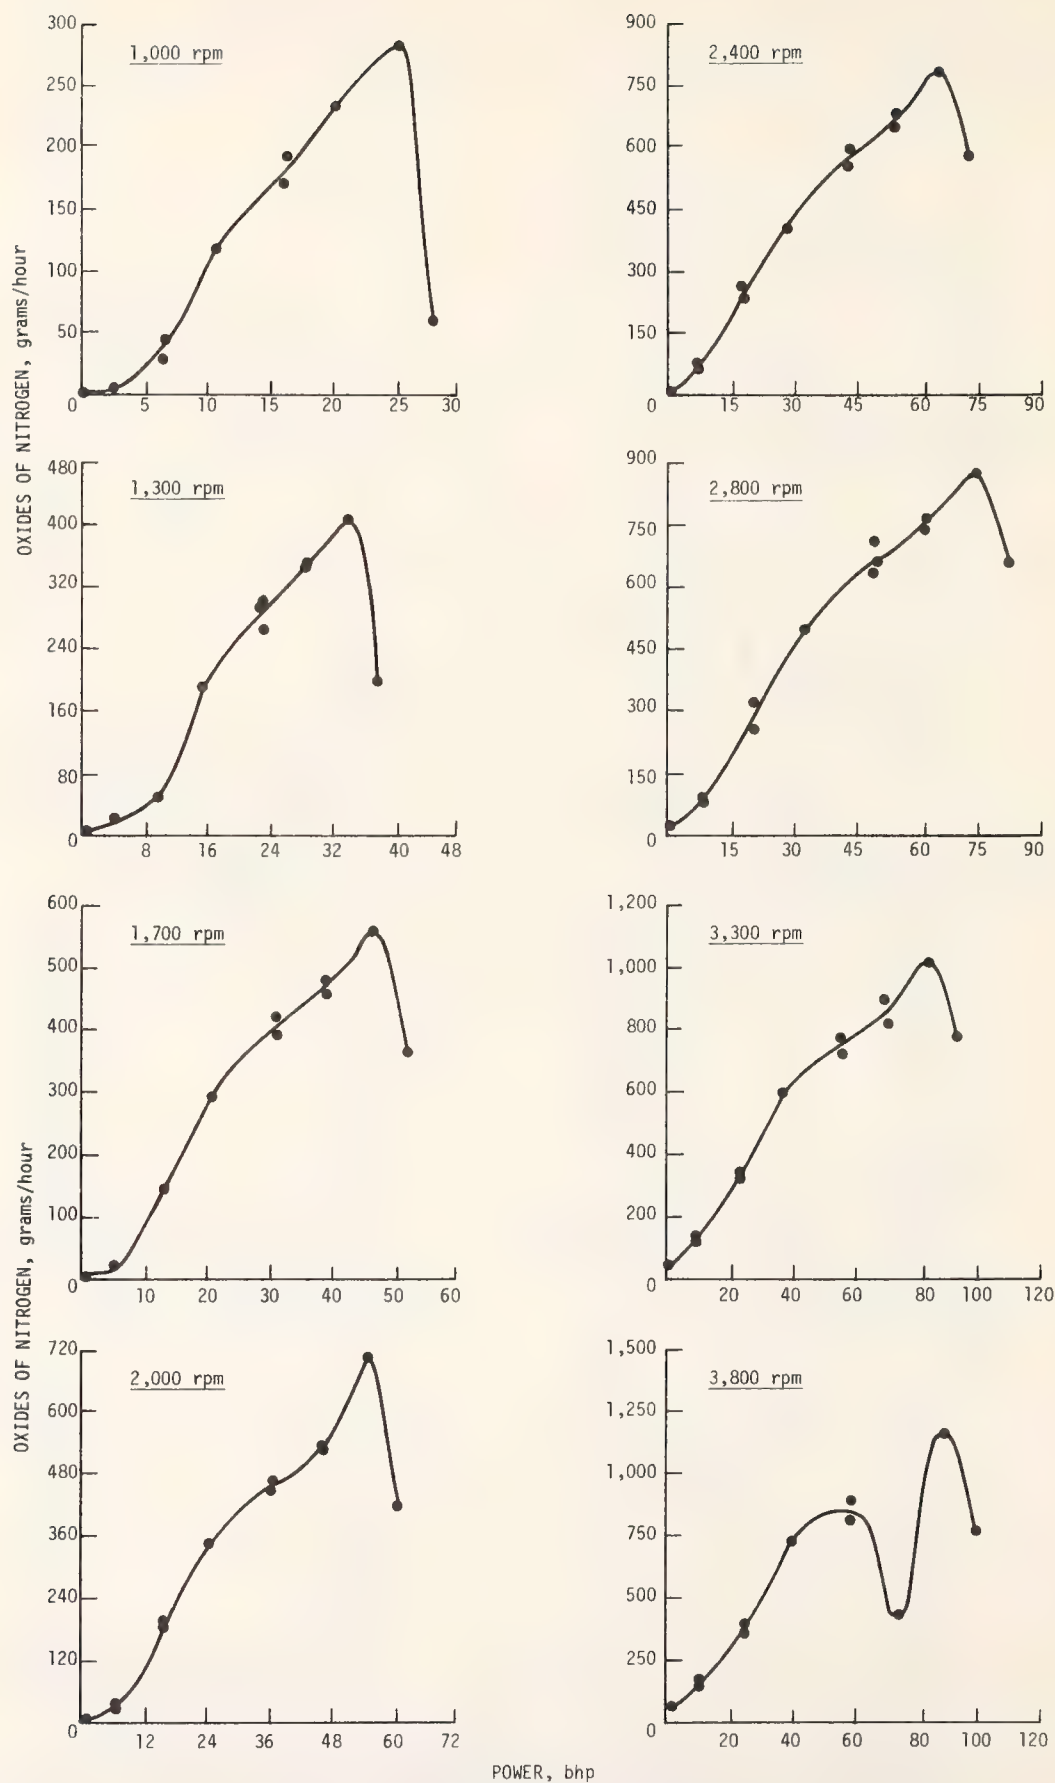 OXIDES OF NITROGEN, grams/hour
1,000 rpm
300
250
200
150
100
50
0
5 10 15 20 25 30
2,400 rpm
900
750
600
450
300
150
0
15 30 45 60 75 90
1,300 rpm
480
400
320
240
160
80
0
8 16 24 32 40 48
2,800 rpm
900
750
600
450
300
150
0
15 30 45 60 75 90
OXIDES OF NITROGEN, grams/hour
1,700 rpm
600
500
400
300
200
100
0
10 20 30 40 50 60
3,300 rpm
1,200
1,000
800
600
400
200
0
20 40 60 80 100 120
2,000 rpm
720
600
480
360
240
120
0
12 24 36 48 60 72
3,800 rpm
1,500
1,250
1,000
750
500
250
0
20 40 60 80 100 120
POWER, bhp